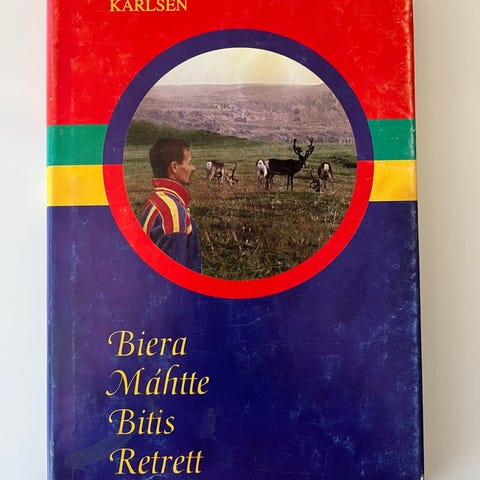 KARLSEN
Biera
Máhtte
Bitis
Retrett